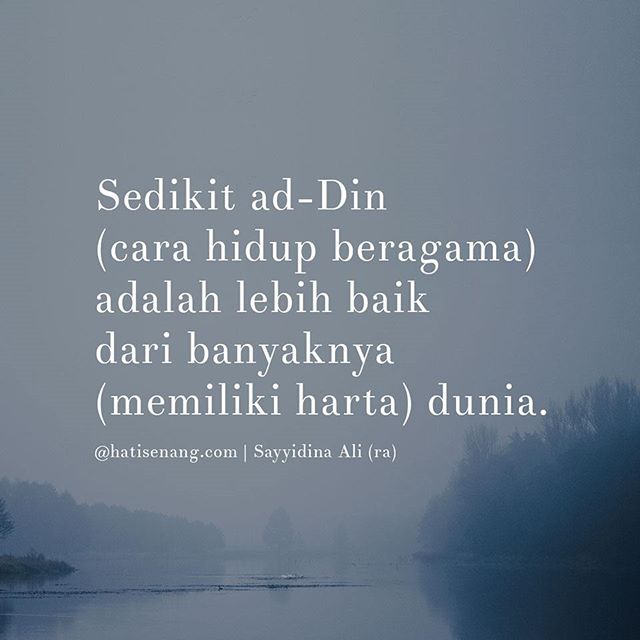 Sedikit ad-Din
(cara hidup beragama)
adalah lebih baik
dari banyaknya
(memiliki harta) dunia.
@hatisenang.com | Sayyidina Ali (ra)